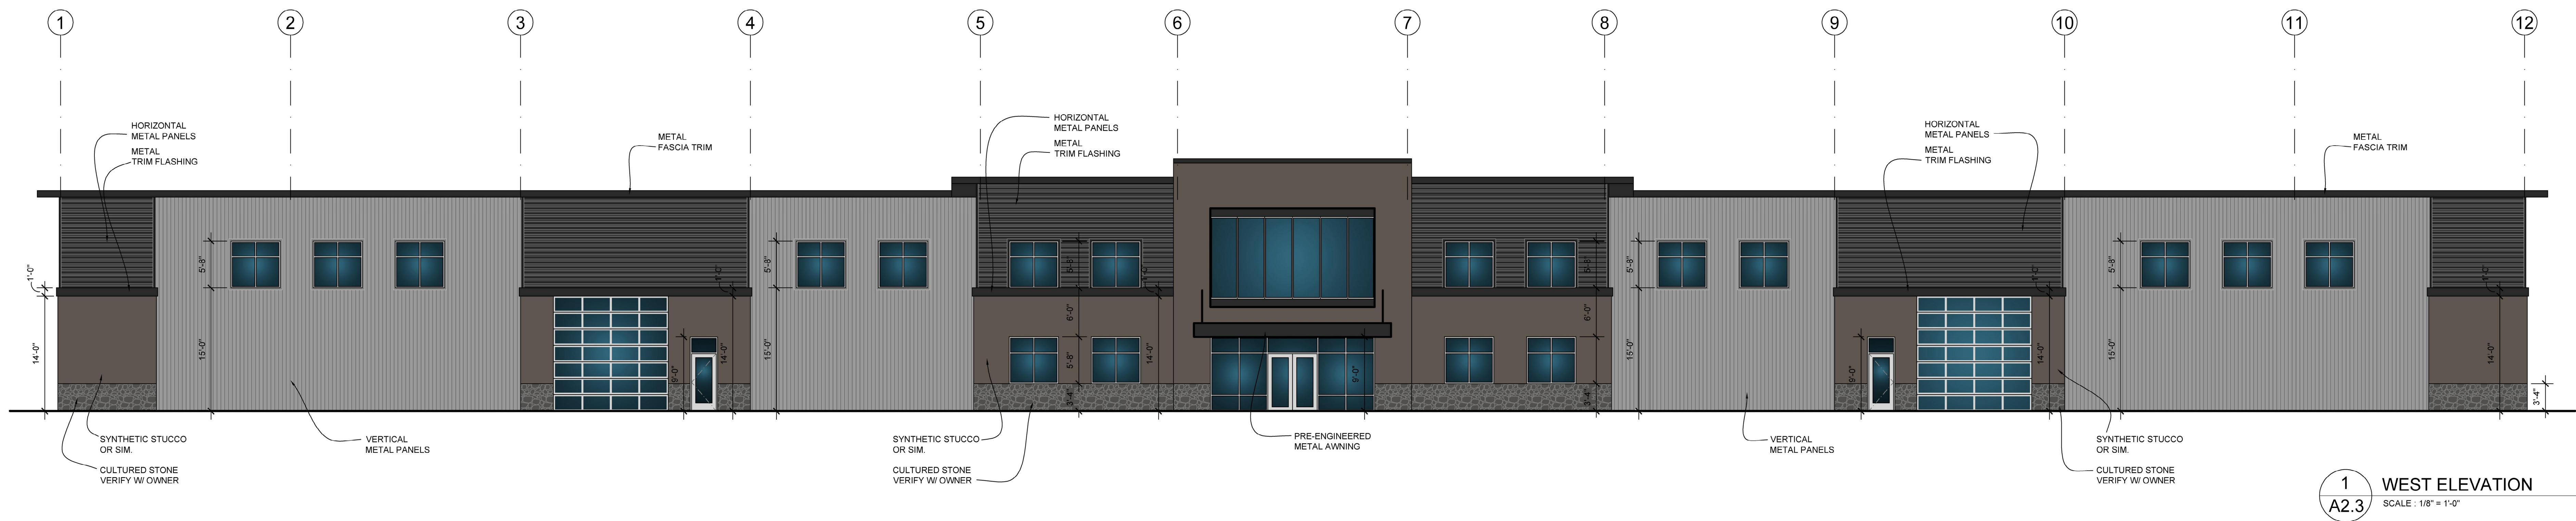 1 2 3 4 5 6 7 8 9 10 11 12
HORIZONTAL
METAL PANELS
METAL
TRIM FLASHING
METAL
FASCIA TRIM
HORIZONTAL
METAL PANELS
METAL
TRIM FLASHING
HORIZONTAL
METAL PANELS
METAL
TRIM FLASHING
METAL
FASCIA TRIM
1'-0"
14'-0"
5'-8"
15'-0"
1'-0"
9'-0"
14'-0"
5'-8"
15'-0"
5'-8"
6'-0"
5'-8"
3'-4"
1'-0"
14'-0"
9'-0"
5'-8"
6'-0"
3'-4"
5'-8"
15'-0"
9'-0"
1'-0"
14'-0"
5'-8"
15'-0"
14'-0"
3'-4"
SYNTHETIC STUCCO
OR SIM.
CULTURED STONE
VERIFY W/ OWNER
VERTICAL
METAL PANELS
SYNTHETIC STUCCO
OR SIM.
CULTURED STONE
VERIFY W/ OWNER
PRE-ENGINEERED
METAL AWNING
VERTICAL
METAL PANELS
SYNTHETIC STUCCO
OR SIM.
CULTURED STONE
VERIFY W/ OWNER
1
A2.3
WEST ELEVATION
SCALE : 1/8" = 1'-0"